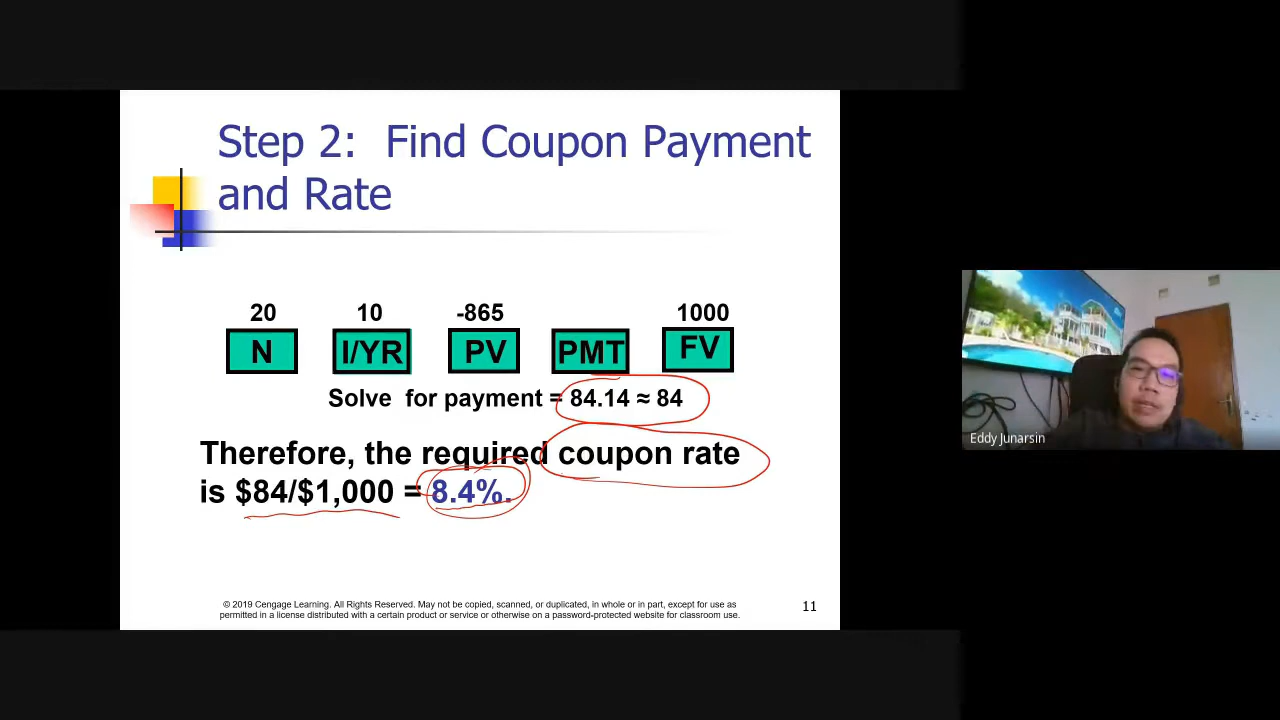 Step 2: Find Coupon Payment
and Rate
20 10 -865 1000
N I/YR PV PMT FV
Solve for payment = 84.14 ≈ 84
Therefore, the required coupon rate
is $84/$1,000 = 8.4%.
© 2019 Cengage Learning. All Rights Reserved. May not be copied, scanned, or duplicated, in whole or in part, except for use as
permitted in a license distributed with a certain product or service or otherwise on a password-protected website for classroom use.
11
Eddy Junarsin